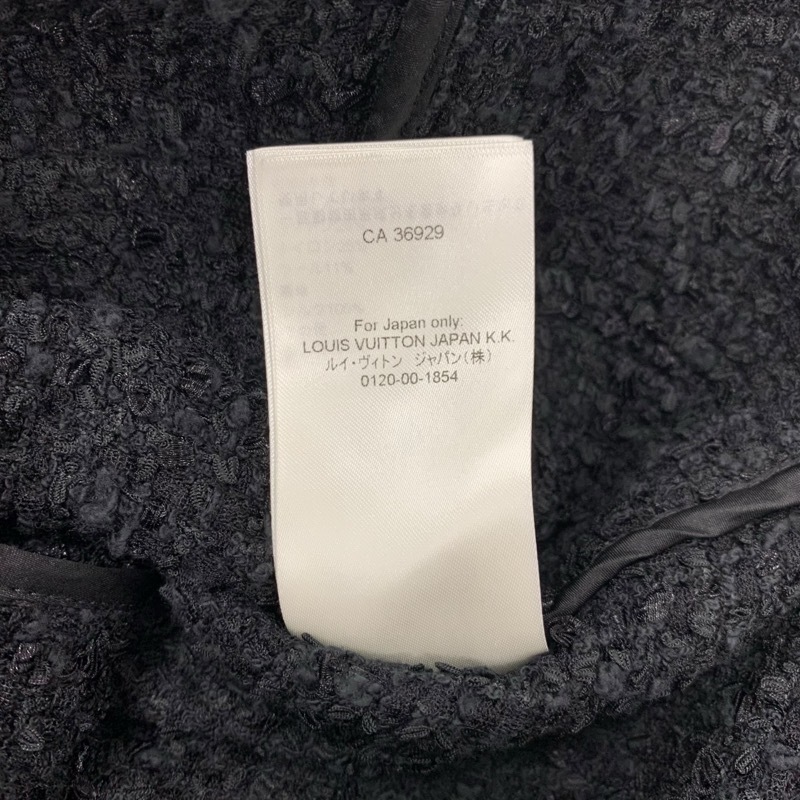 CA 36929
For Japan only:
LOUIS VUITTON JAPAN K.K.
ルイ・ヴィトン ジャパン(株)
0120-00-1854